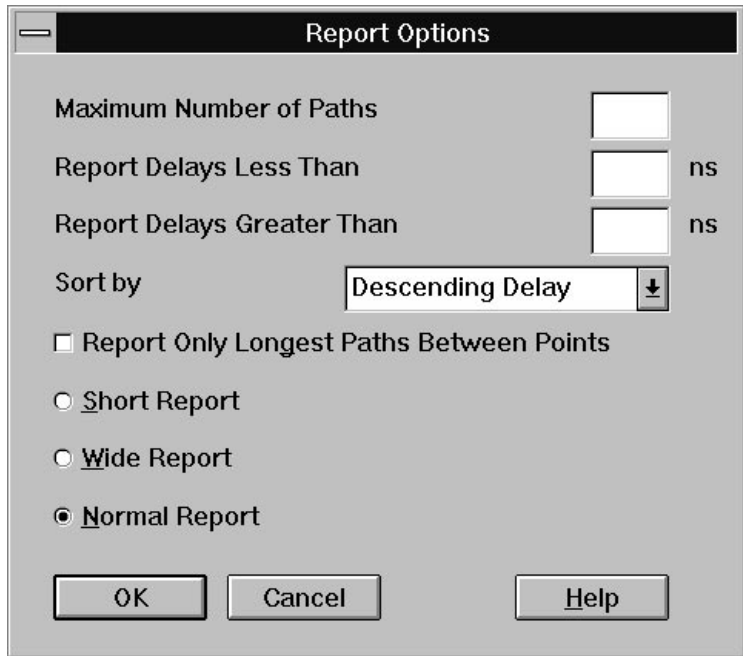 Report Options
Maximum Number of Paths
Report Delays Less Than ns
Report Delays Greater Than ns
Sort by Descending Delay
Report Only Longest Paths Between Points
Short Report
Wide Report
Normal Report
OK Cancel Help